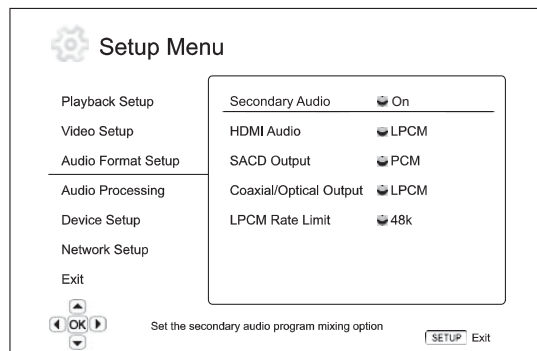 Setup Menu
Playback Setup
Video Setup
Audio Format Setup
Audio Processing
Device Setup
Network Setup
Exit
Secondary Audio On
HDMI Audio LPCM
SACD Output PCM
Coaxial/Optical Output LPCM
LPCM Rate Limit 48k
OK
Set the secondary audio program mixing option
SETUP Exit